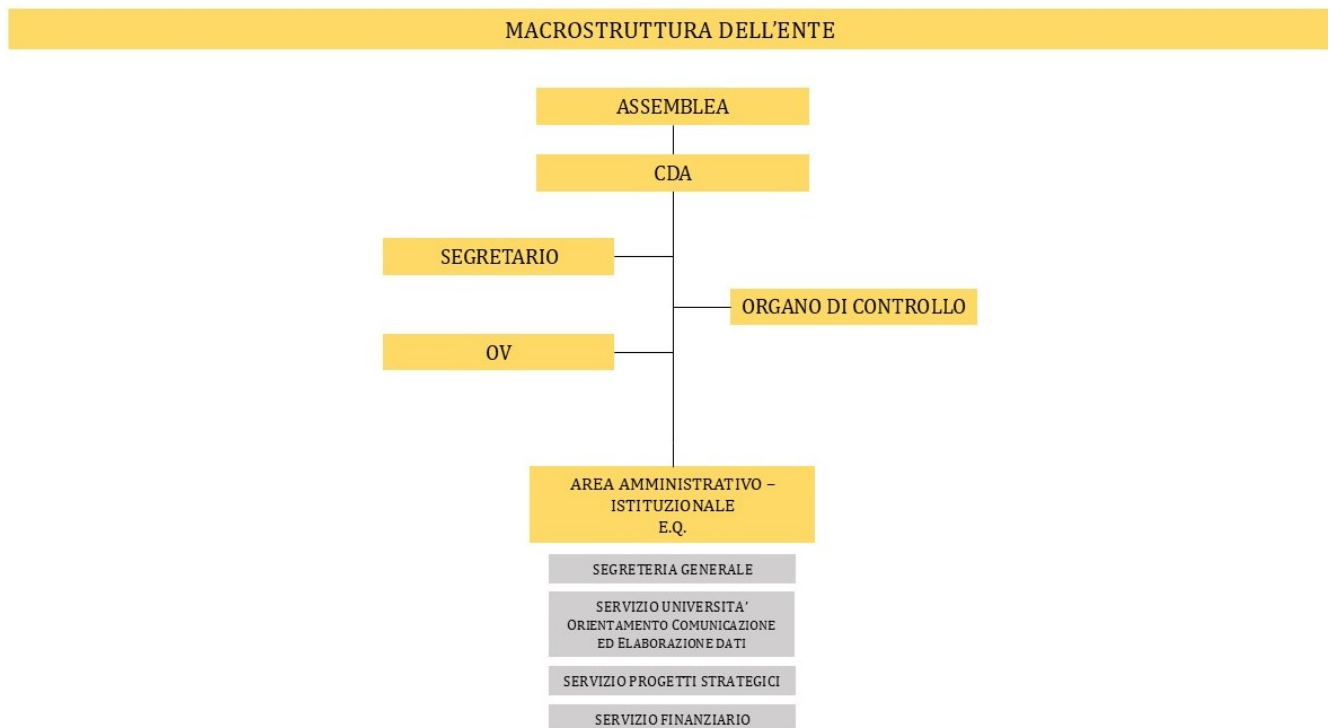 MACROSTRUTTURA DELL'ENTE
ASSEMBLEA
CDA
SEGRETARIO
ORGANO DI CONTROLLO
OV
AREA AMMINISTRATIVO –
ISTITUZIONALE
E.Q.
SEGRETERIA GENERALE
SERVIZIO UNIVERSITA'
ORIENTAMENTO COMUNICAZIONE
ED ELABORAZIONE DATI
SERVIZIO PROGETTI STRATEGICI
SERVIZIO FINANZIARIO